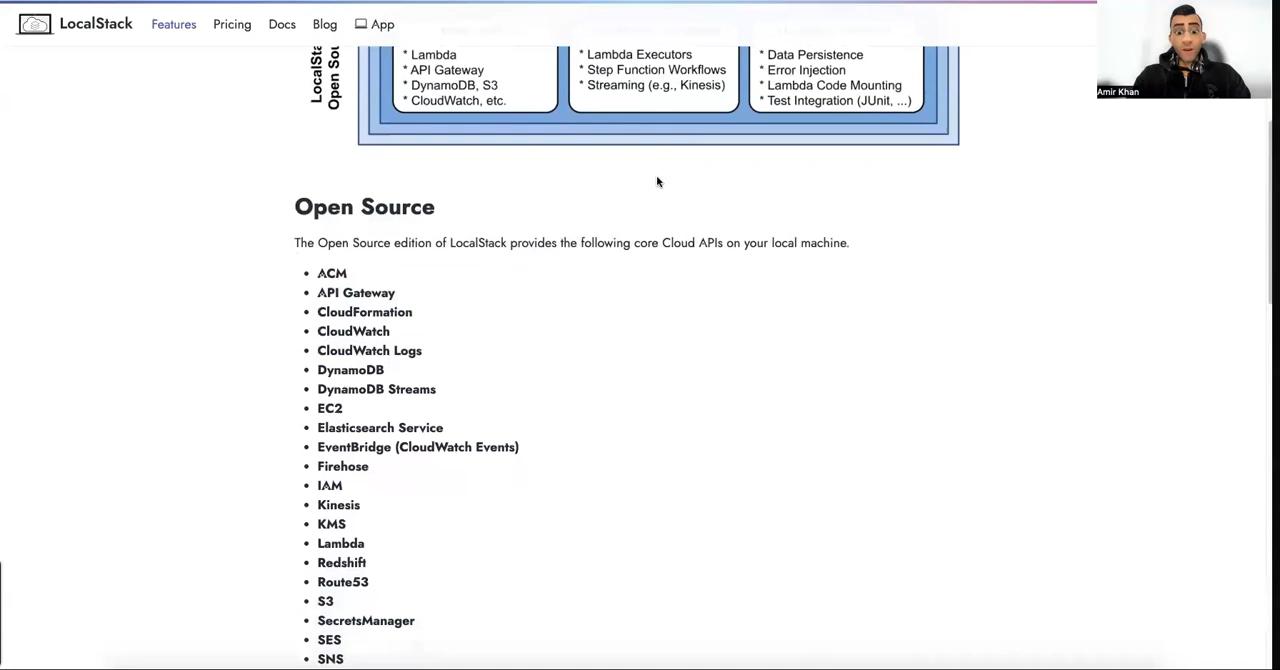 LocalStack
Features
Pricing
Docs
Blog
App
Amir Khan
Open Sou
* Lambda
* API Gateway
* DynamoDB, S3
* CloudWatch, etc.
* Lambda Executors
* Step Function Workflows
* Streaming (e.g., Kinesis)
* Data Persistence
* Error Injection
* Lambda Code Mounting
* Test Integration (JUnit, ...)
Open Source
The Open Source edition of LocalStack provides the following core Cloud APIs on your local machine.
• ACM
• API Gateway
• CloudFormation
• CloudWatch
• CloudWatch Logs
• DynamoDB
• DynamoDB Streams
• EC2
• Elasticsearch Service
• EventBridge (CloudWatch Events)
• Firehose
• IAM
• Kinesis
• KMS
• Lambda
• Redshift
• Route53
• S3
• SecretsManager
• SES
• SNS